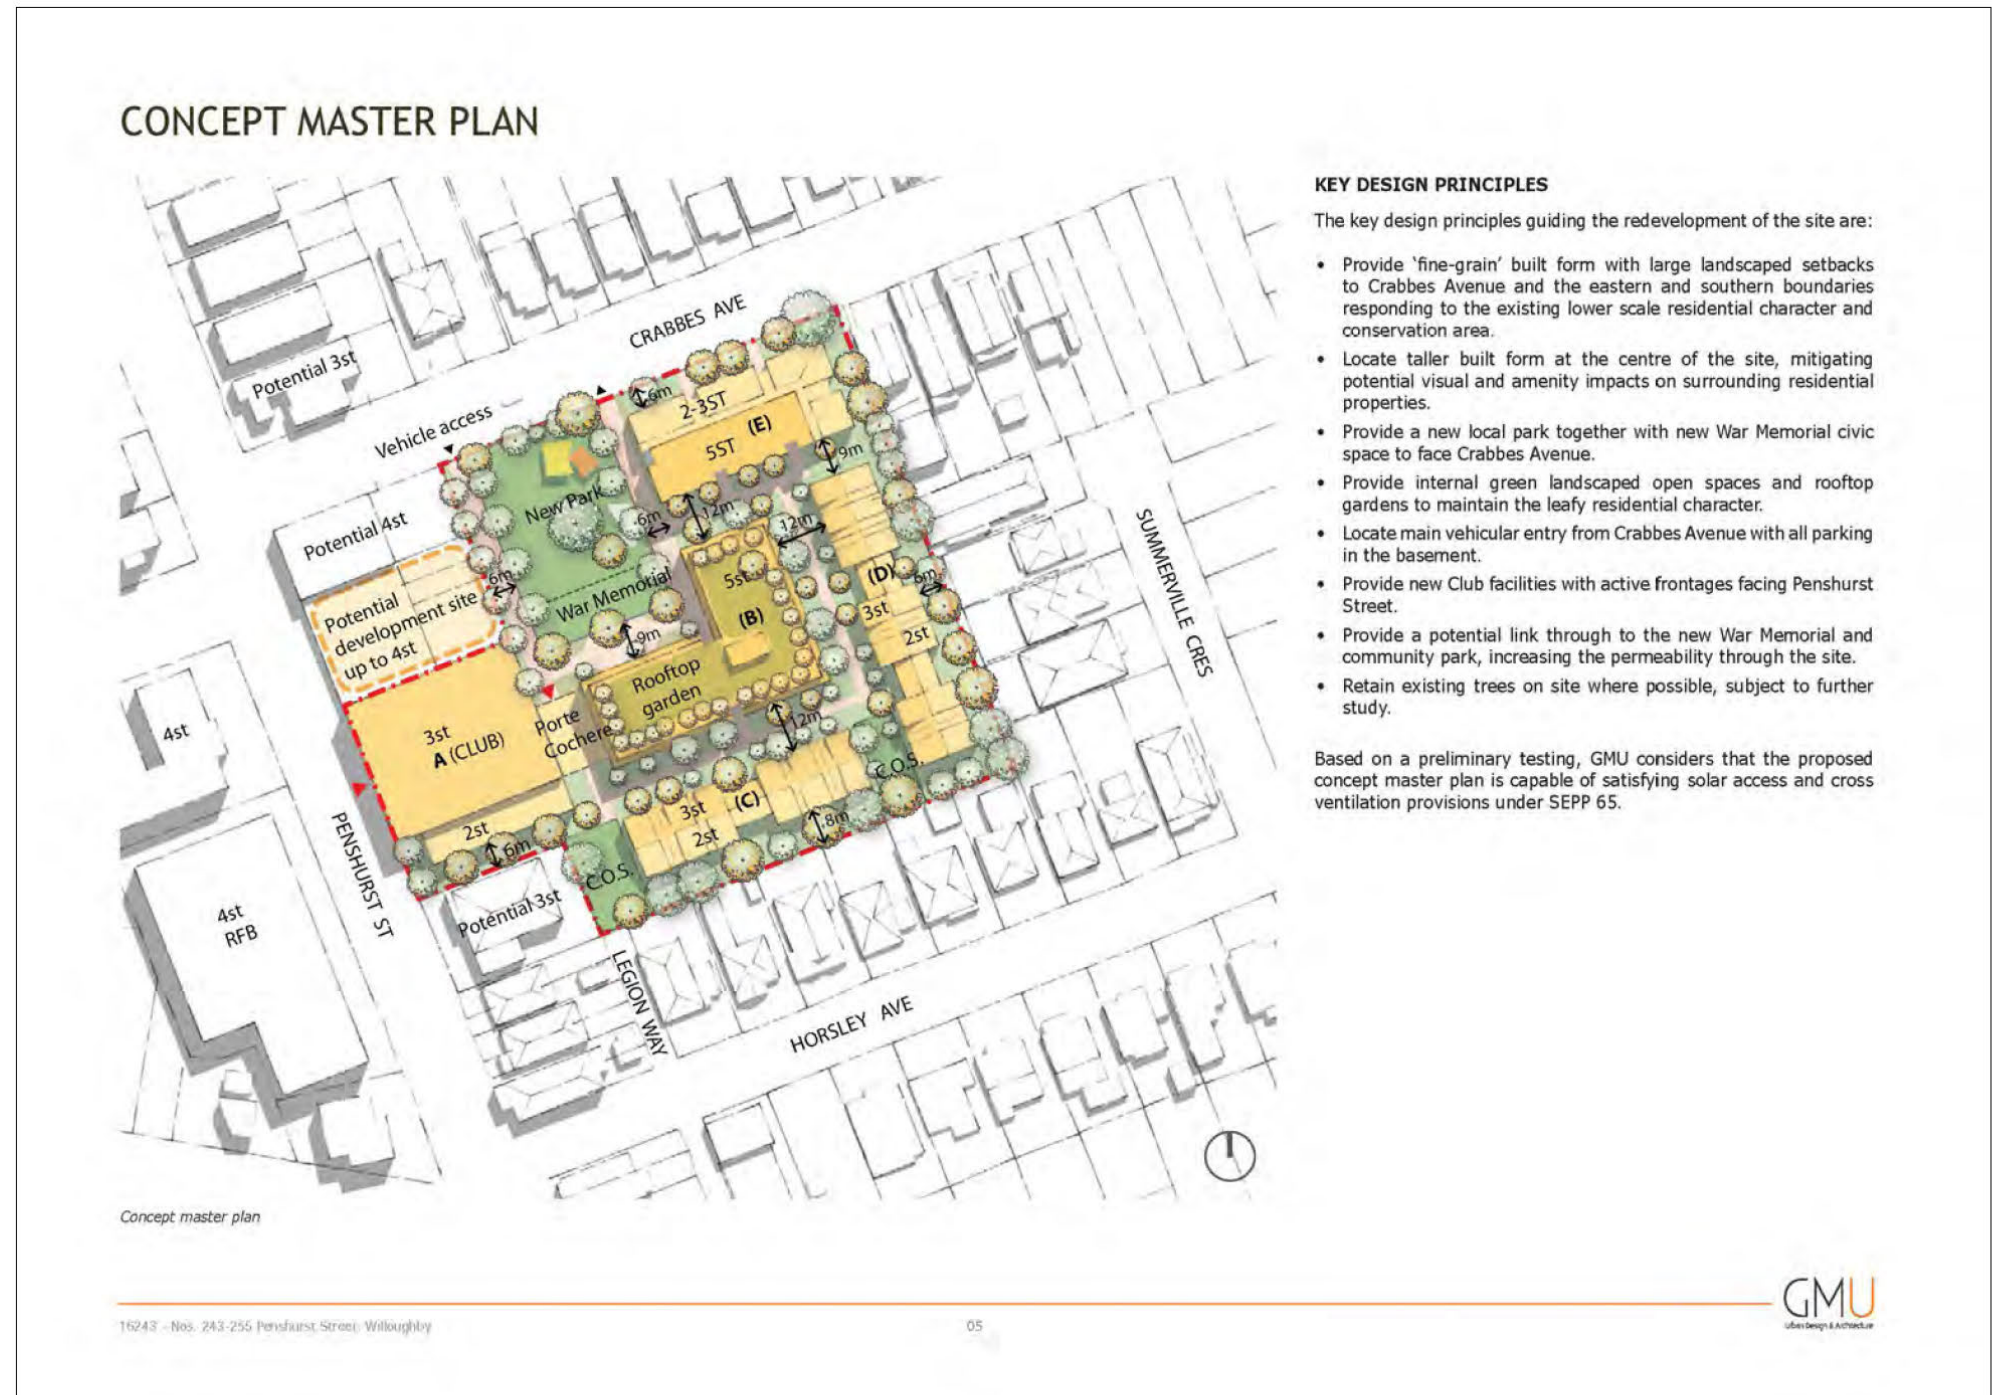 CONCEPT MASTER PLAN
KEY DESIGN PRINCIPLES
The key design principles guiding the redevelopment of the site are:
• Provide ‘fine-grain’ built form with large landscaped setbacks
to Crabbes Avenue and the eastern and southern boundaries
responding to the existing lower scale residential character and
conservation area.
• Locate taller built form at the centre of the site, mitigating
potential visual and amenity impacts on surrounding residential
properties.
• Provide a new local park together with new War Memorial civic
space to face Crabbes Avenue.
• Provide internal green landscaped open spaces and rooftop
gardens to maintain the leafy residential character.
• Locate main vehicular entry from Crabbes Avenue with all parking
in the basement.
• Provide new Club facilities with active frontages facing Penshurst
Street.
• Provide a potential link through to the new War Memorial and
community park, increasing the permeability through the site.
• Retain existing trees on site where possible, subject to further
study.
Based on a preliminary testing, GMU considers that the proposed
concept master plan is capable of satisfying solar access and cross
ventilation provisions under SEPP 65.
CRABBES AVE
Potential 3st
Vehicle access
6m
2-3ST
(E)
5ST
9m
New Park
6m
12m
12m
Potential 4st
SUMMERVILLE CRES
6m
War Memorial
5st
(B)
(D)
6m
3st
2st
Potential
development site
up to 4st
9m
Rooftop
garden
4st
3st
A (CLUB)
Porte
Cochere
12m
C.O.S.
3st
(C)
2st
8m
2st
6m
C.O.S.
PENSHURST ST
Potential 3st
4st
RFB
LEGION WAY
HORSLEY AVE
Concept master plan
16243 - Nos. 243-255 Penshurst Street, Willoughby
05
GMU
Urban Design & Architecture